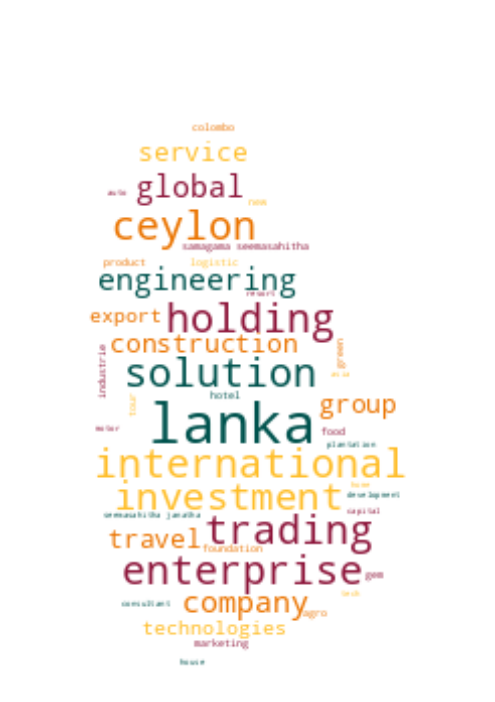 colombo
service
auto global new
ceylon
samagama seemasahitha
product logistic
engineering
resort
export holding
construction green
industrie solution asia
tour hotel
lanka group
motor food
plantation
international
home
investment development
seemasahitha janatha capital
trading
travel foundation
enterprise gem
tech
consultant company agro
technologies
marketing
house